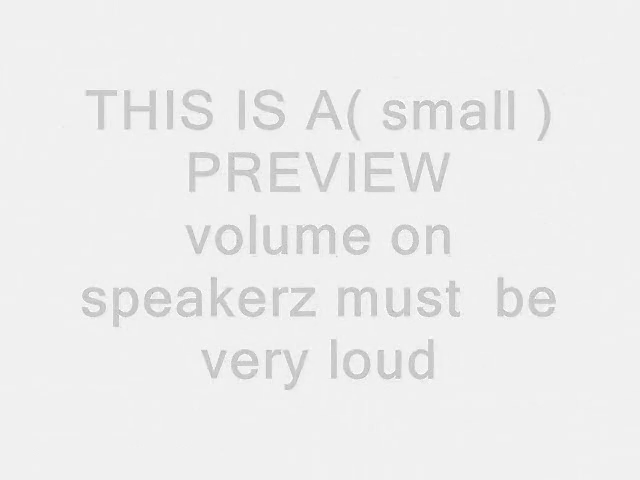 THIS IS A( small )
PREVIEW
volume on
speakerz must be
very loud